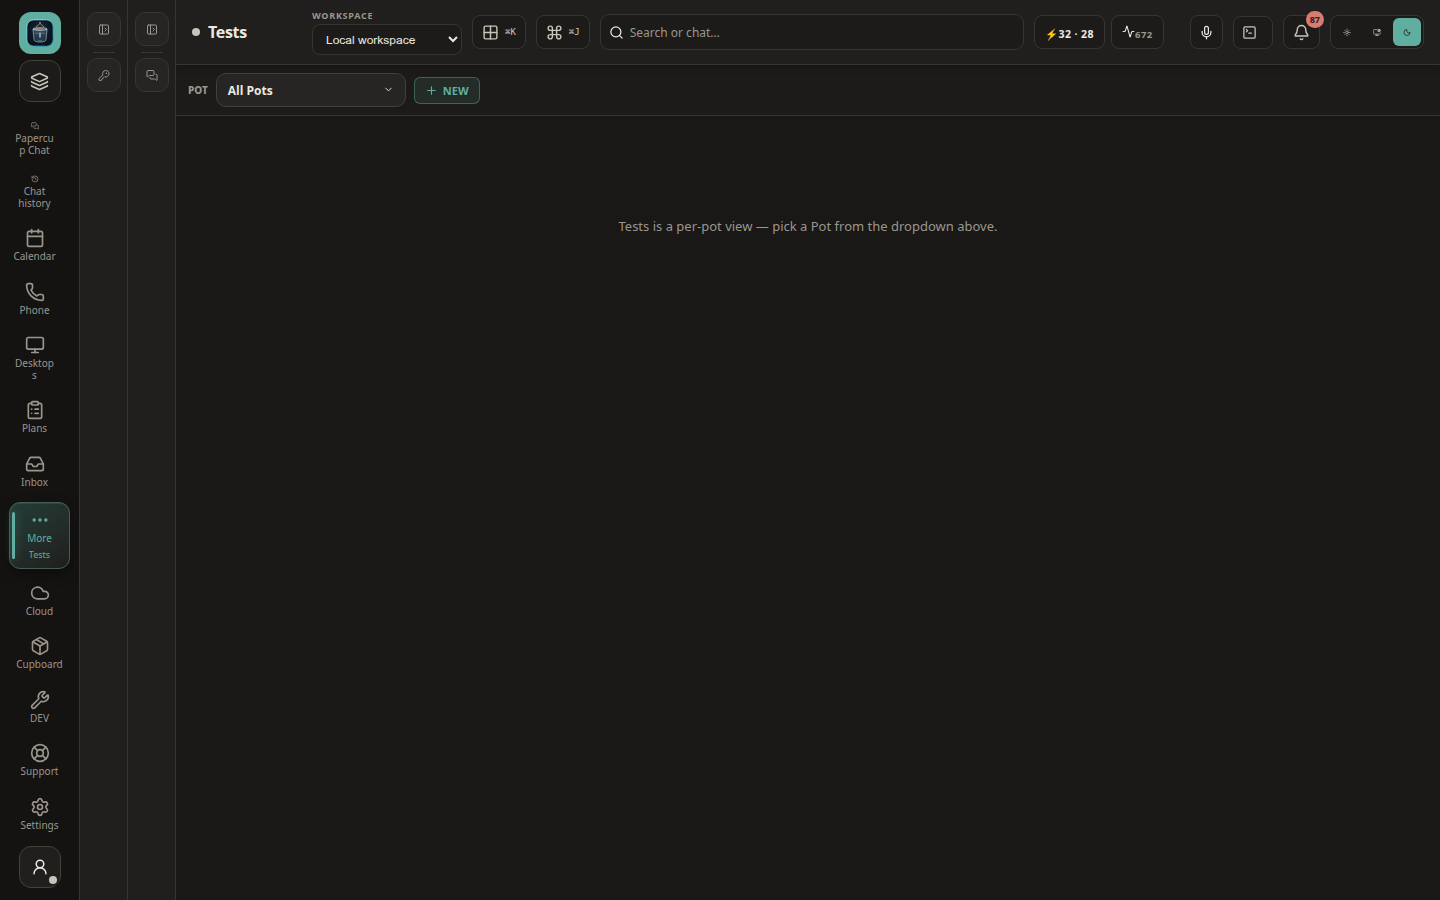 Tests
WORKSPACE
Local workspace
⌘K
⌘J
Search or chat...
⚡32 · 28
672
87
POT
All Pots
+ NEW
Tests is a per-pot view — pick a Pot from the dropdown above.
Papercu
p Chat
Chat
history
Calendar
Phone
Desktop
s
Plans
Inbox
More
Tests
Cloud
Cupboard
DEV
Support
Settings